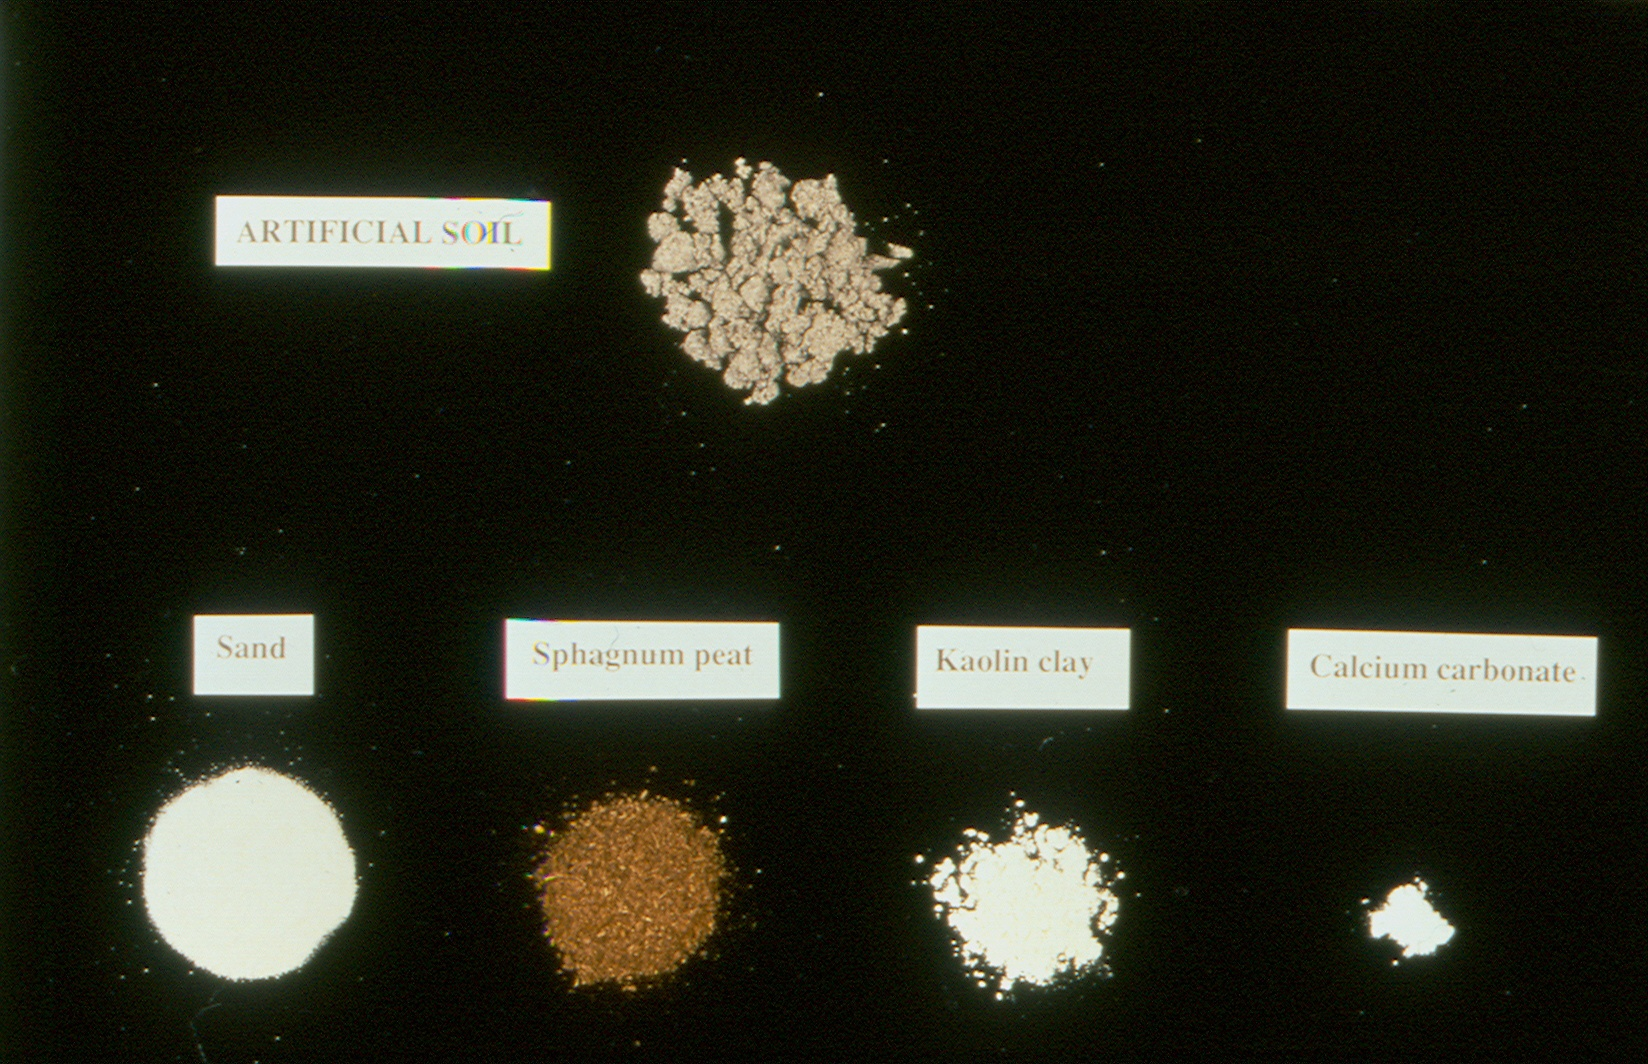 ARTIFICIAL SOIL
Sand
Sphagnum peat
Kaolin clay
Calcium carbonate